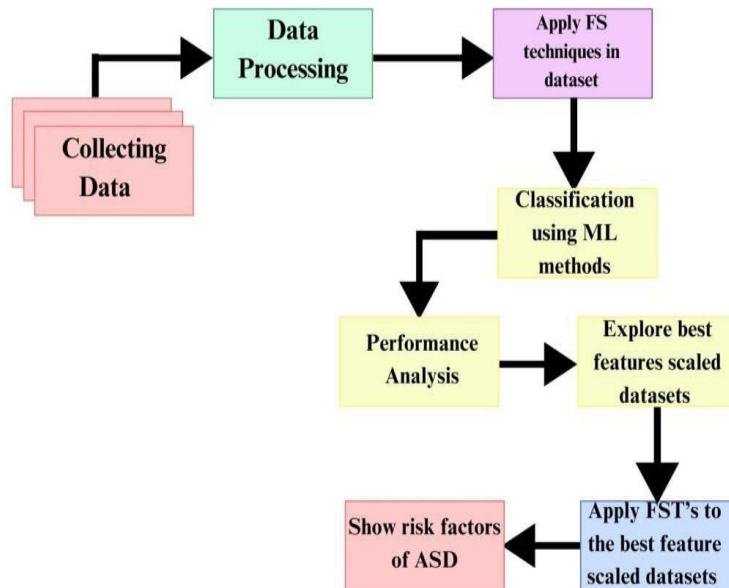 Collecting
Data
Data
Processing
Apply FS
techniques in
dataset
Classification
using ML
methods
Performance
Analysis
Explore best
features scaled
datasets
Apply FST's to
the best feature
scaled datasets
Show risk factors
of ASD